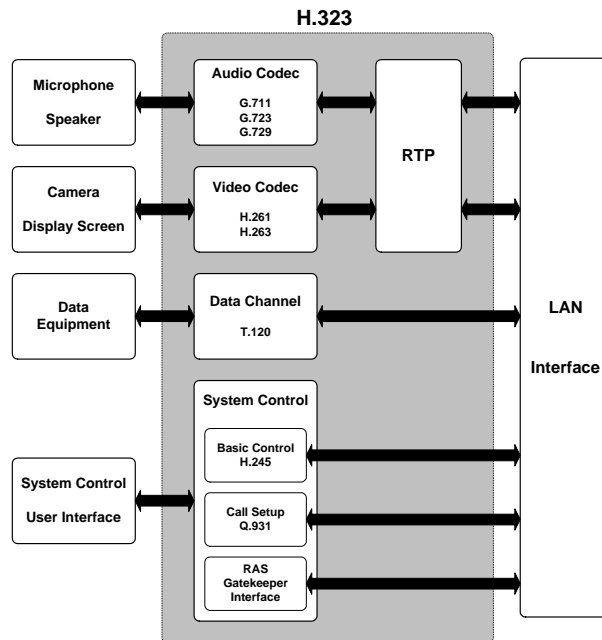 H.323
Microphone
Speaker
Audio Codec
G.711
G.723
G.729
RTP
Camera
Display Screen
Video Codec
H.261
H.263
Data
Equipment
Data Channel
T.120
LAN
Interface
System Control
User Interface
System Control
Basic Control
H.245
Call Setup
Q.931
RAS
Gatekeeper
Interface